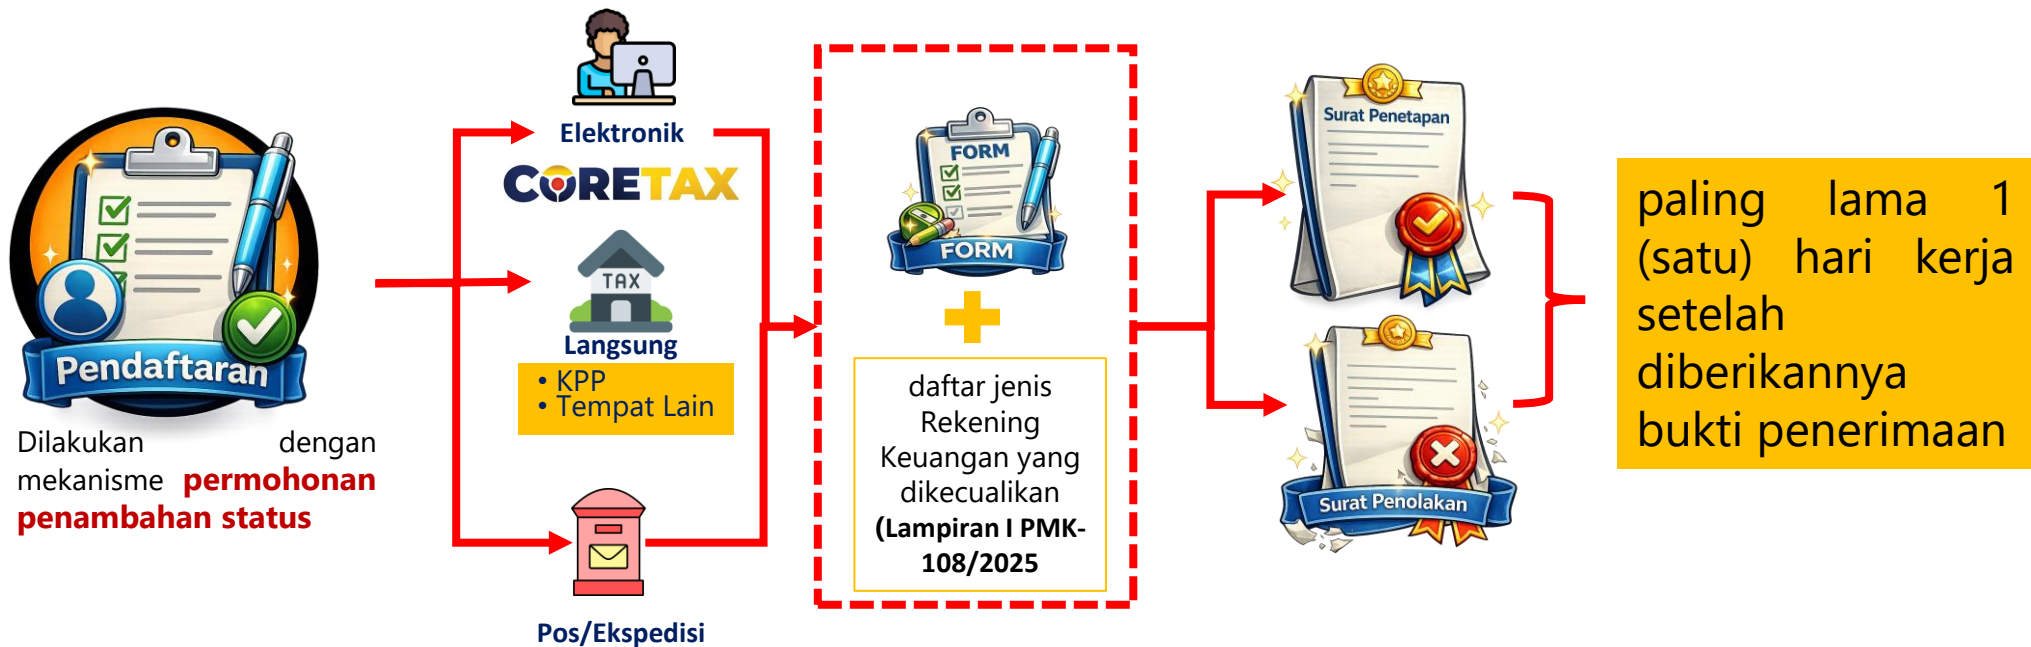 Pendaftaran
Dilakukan dengan
mekanisme permohonan
penambahan status
Elektronik
CORETAX
TAX
Langsung
• KPP
• Tempat Lain
Pos/Ekspedisi
FORM
FORM
daftar jenis
Rekening
Keuangan yang
dikecualikan
(Lampiran I PMK-
108/2025
Surat Penetapan
Surat Penolakan
paling lama 1
(satu) hari kerja
setelah
diberikannya
bukti penerimaan